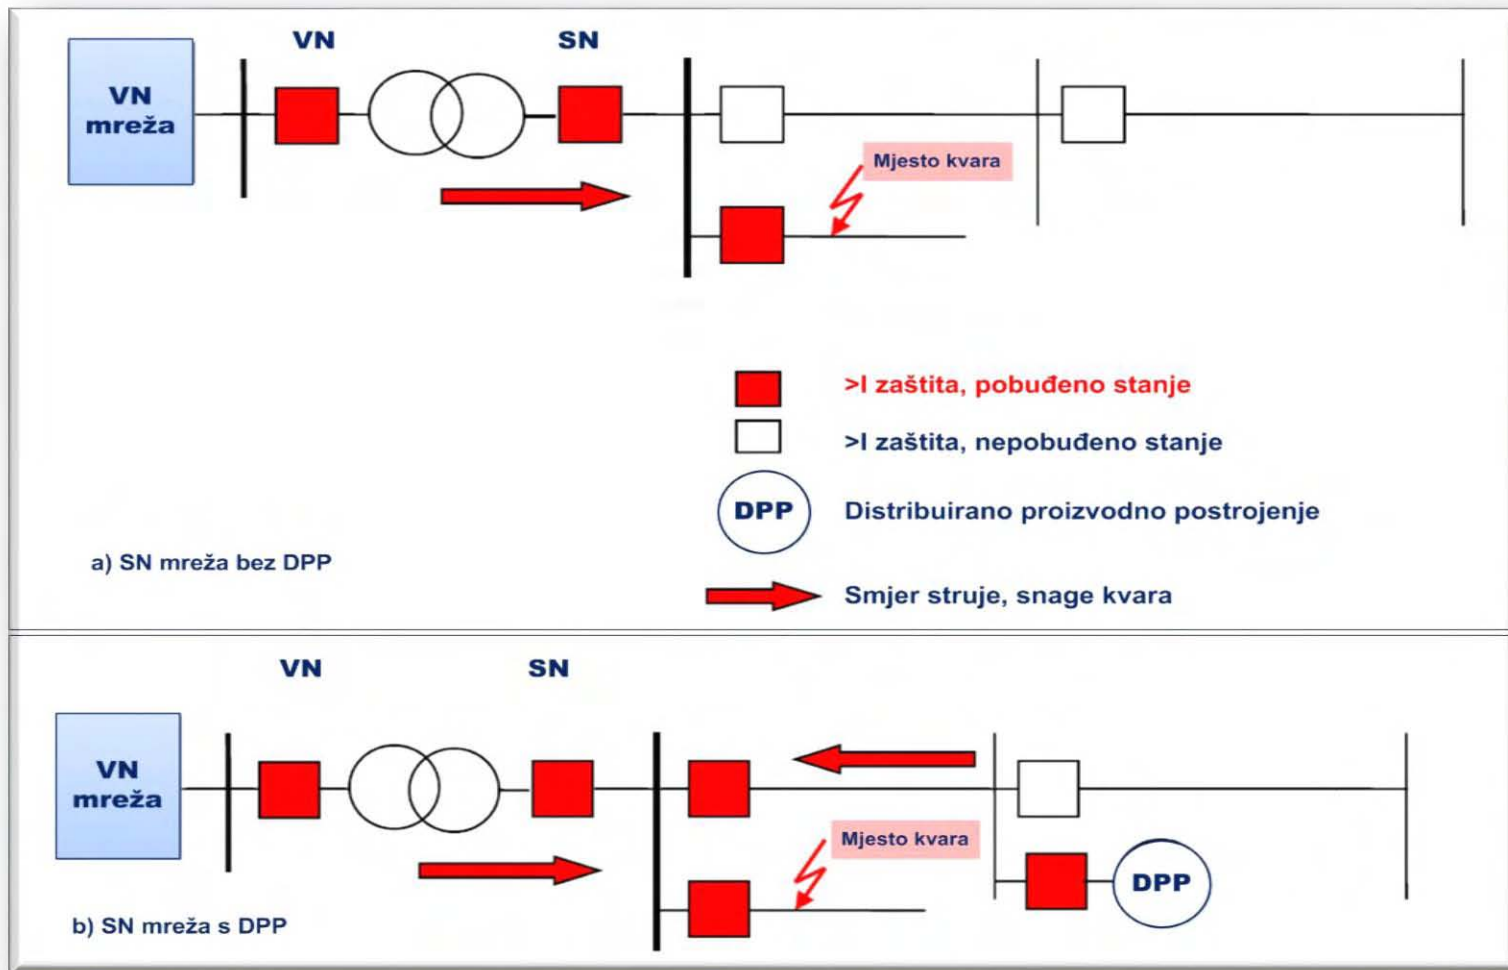 VN
SN
VN
mreža
Mjesto kvara
>I zaštita, pobuđeno stanje
>I zaštita, nepobuđeno stanje
DPP
Distribuirano proizvodno postrojenje
a) SN mreža bez DPP
Smjer struje, snage kvara
VN
SN
VN
mreža
Mjesto kvara
DPP
b) SN mreža s DPP